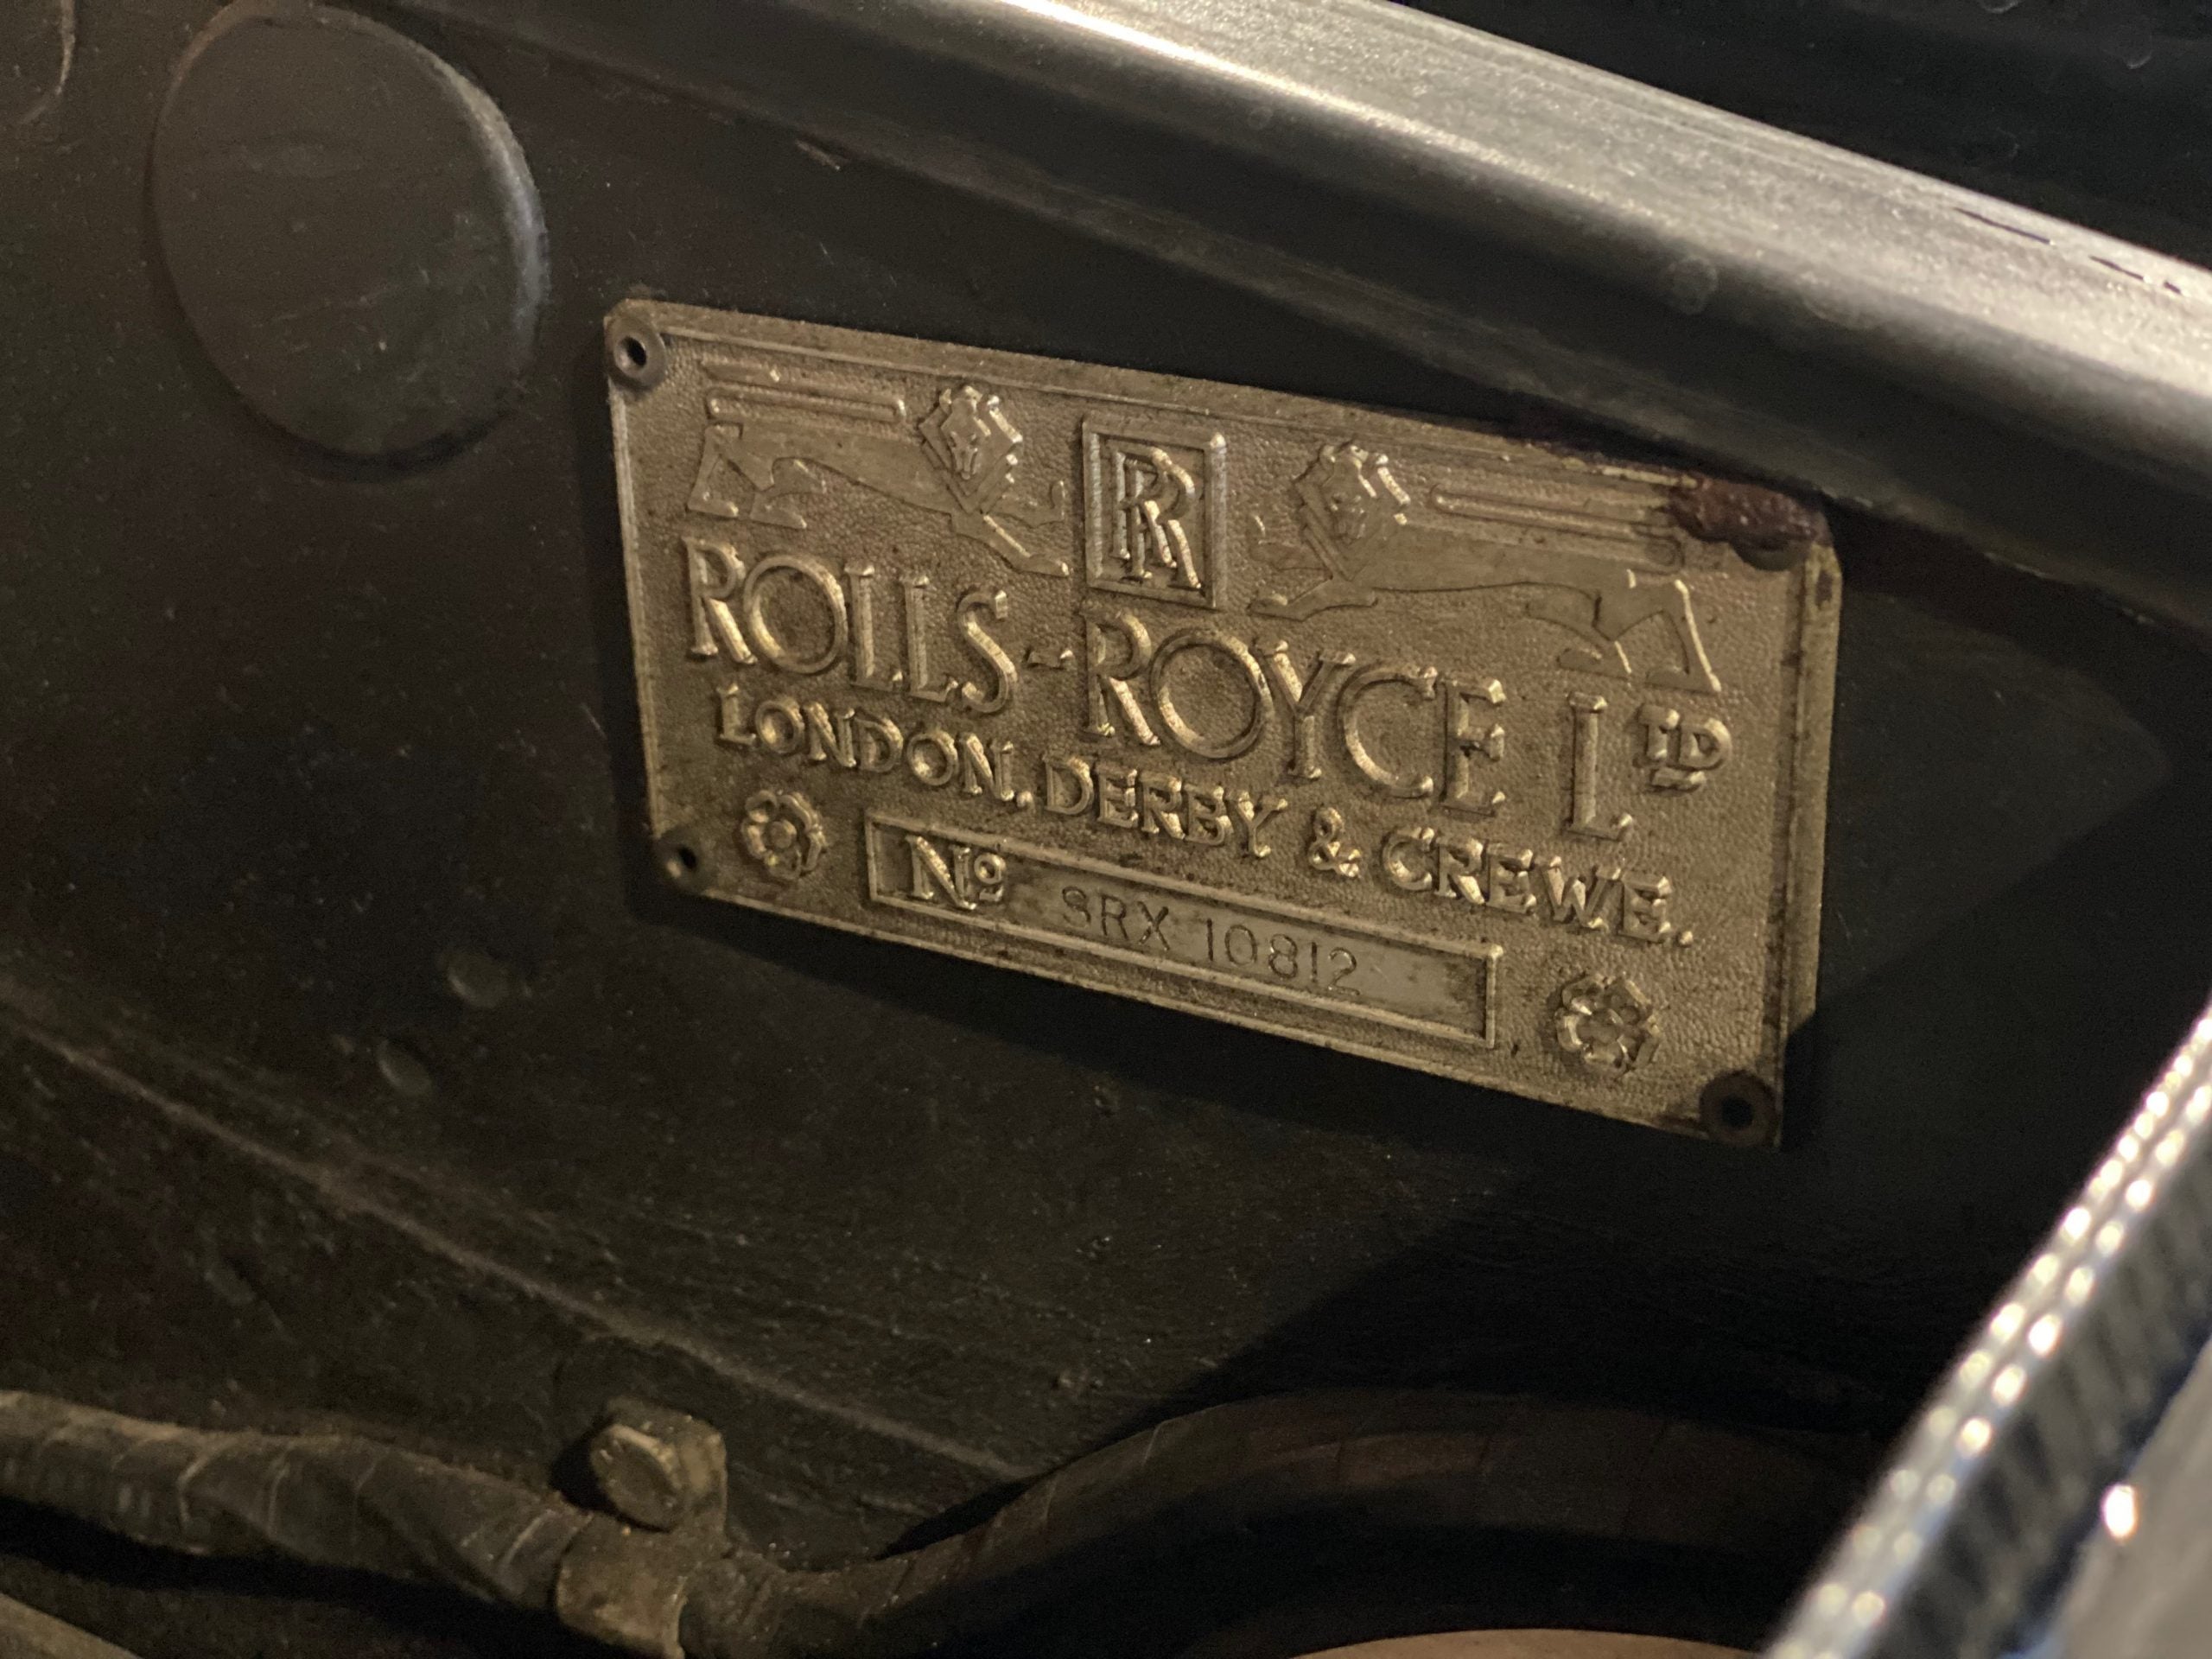 RR
ROLLS-ROYCE LTD
LONDON, DERBY & CREWE.
No SRX 10812